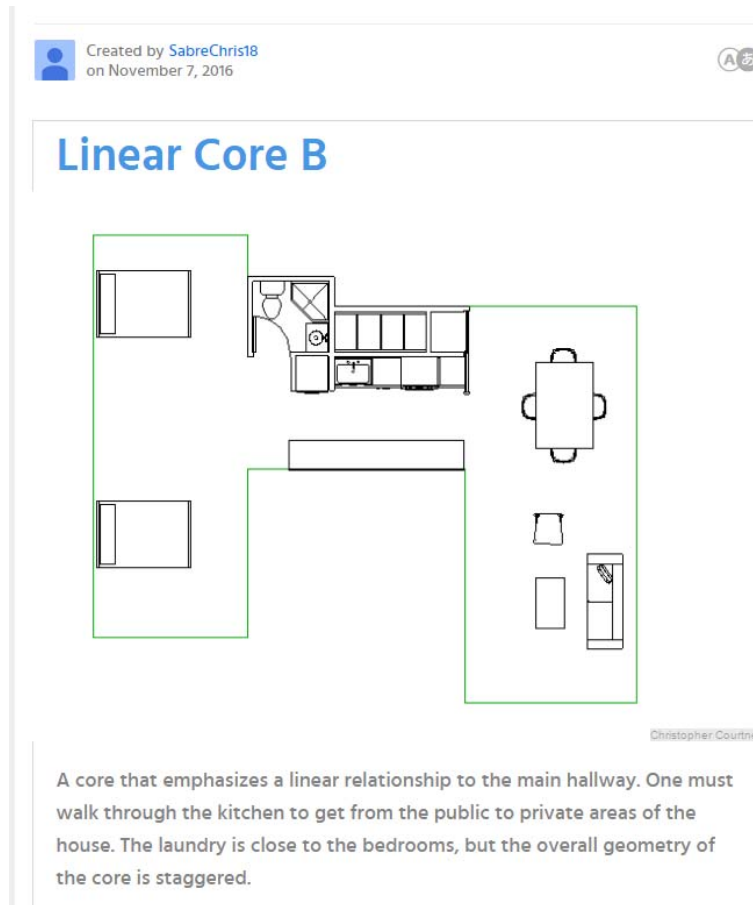 Created by SabreChris18
on November 7, 2016
A あ
Linear Core B
Christopher
A core that emphasizes a linear relationship to the main hallway. One must
walk through the kitchen to get from the public to private areas of the
house. The laundry is close to the bedrooms, but the overall geometry of
the core is staggered.